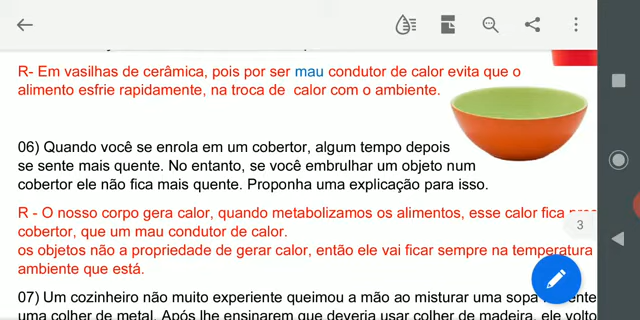 R- Em vasilhas de cerâmica, pois por ser mau condutor de calor evita que o
alimento esfrie rapidamente, na troca de calor com o ambiente.
06) Quando você se enrola em um cobertor, algum tempo depois
se sente mais quente. No entanto, se você embrulhar um objeto num
cobertor ele não fica mais quente. Proponha uma explicação para isso.
R - O nosso corpo gera calor, quando metabolizamos os alimentos, esse calor fica
cobertor, que um mau condutor de calor.
3
os objetos não a propriedade de gerar calor, então ele vai ficar sempre na temperatura
ambiente que está.
07) Um cozinheiro não muito experiente queimou a mão ao misturar uma sopa
uma colher de metal. Após lhe ensinarem que deveria usar colher de madeira, ele